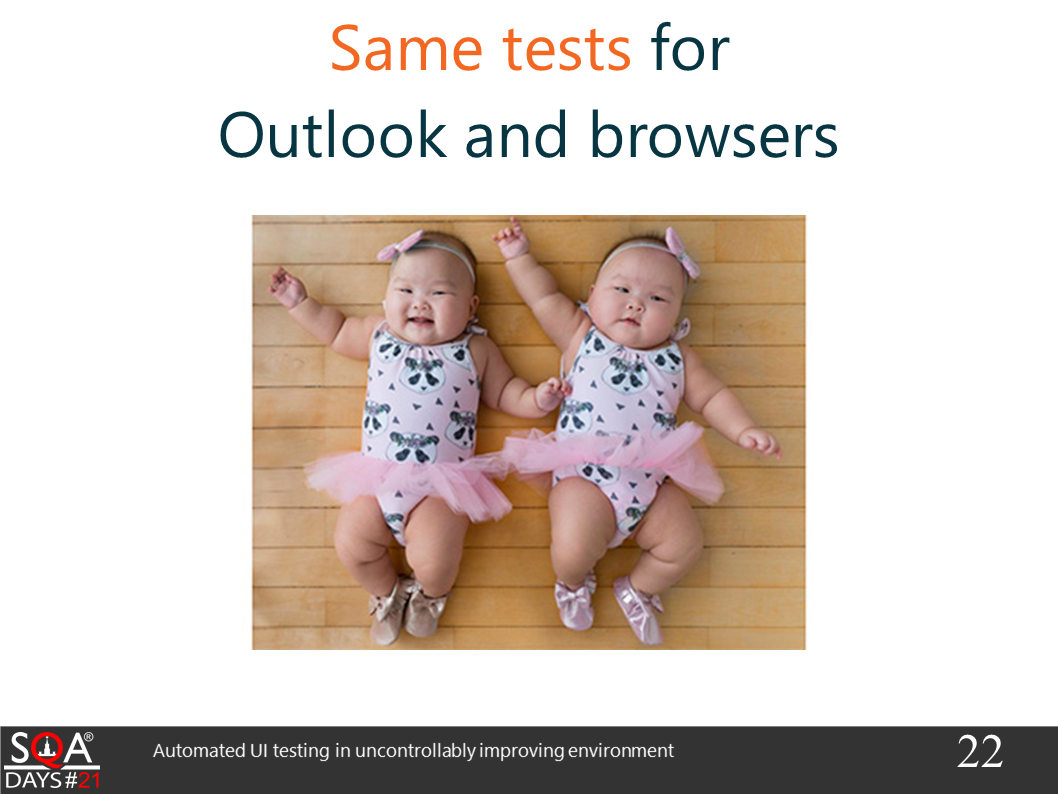 Same tests for
Outlook and browsers
SQA®
DAYS#21
Automated UI testing in uncontrollably improving environment
22